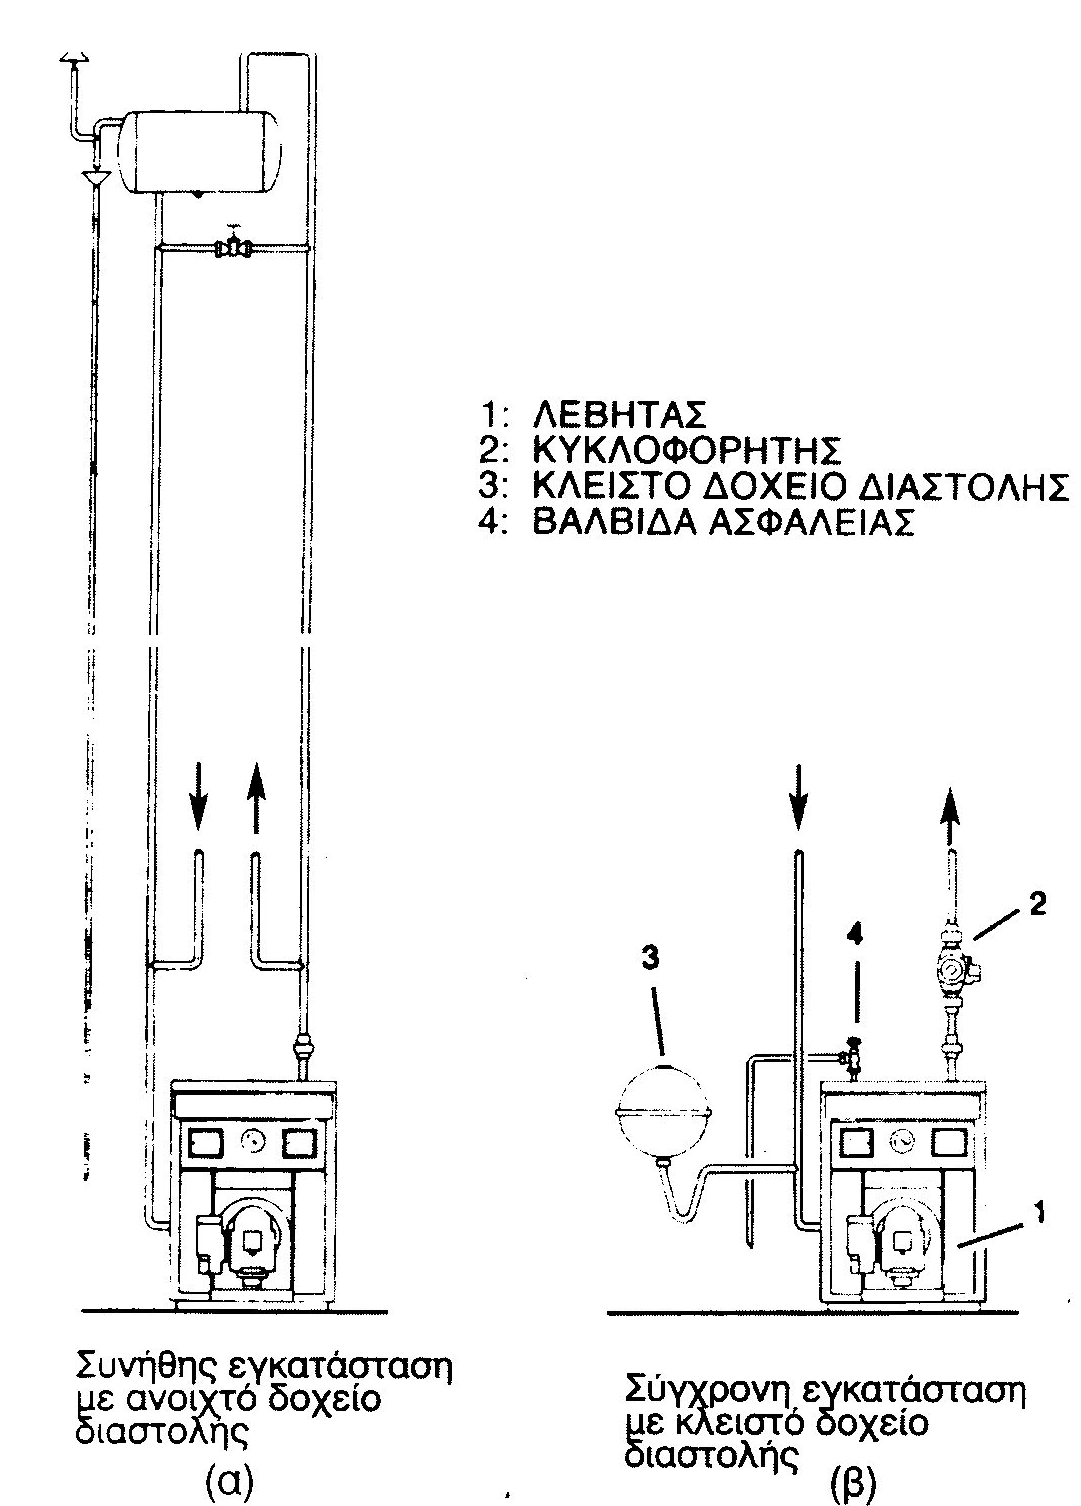 1: ΛΕΒΗΤΑΣ
2: ΚΥΚΛΟΦΟΡΗΤΗΣ
3: ΚΛΕΙΣΤΟ ΔΟΧΕΙΟ ΔΙΑΣΤΟΛΗΣ
4: ΒΑΛΒΙΔΑ ΑΣΦΑΛΕΙΑΣ
2
4
3
1
Συνήθης εγκατάσταση
με ανοιχτό δοχείο
διαστολής
(α)
Σύγχρονη εγκατάσταση
με κλειστό δοχείο
διαστολής
(β)